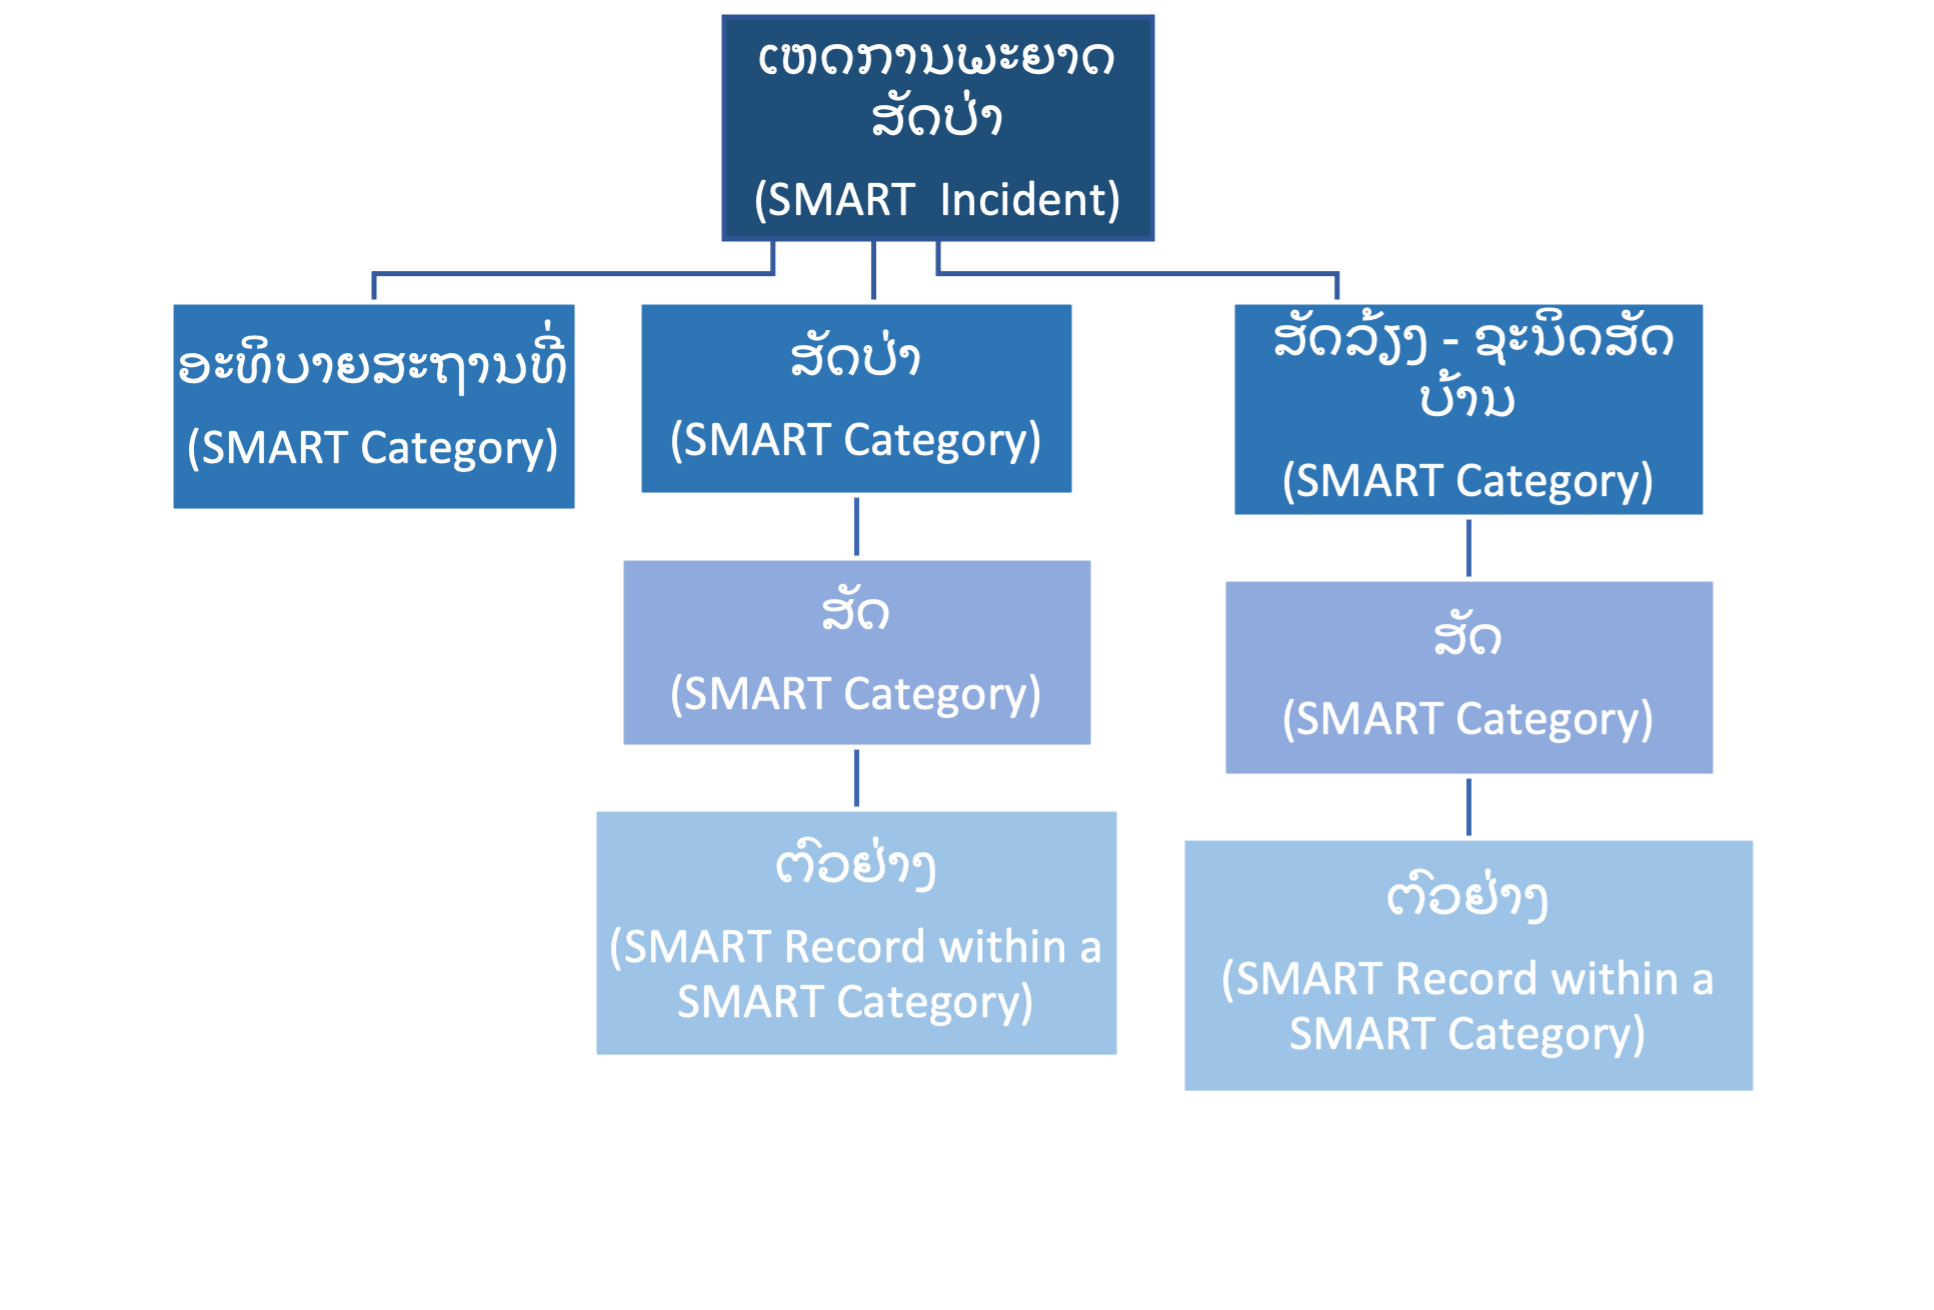 ເຫດການພະຍາດ
ສັດປ່າ
(SMART  Incident)
ອະທິບາຍສະຖານທີ່
(SMART Category)
ສັດປ່າ
(SMART Category)
ສັດລ້ຽງ - ຊະນິດສັດ
ບ້ານ
(SMART Category)
ສັດ
(SMART Category)
ສັດ
(SMART Category)
ຕົວຢ່າງ
(SMART Record within a
SMART Category)
ຕົວຢ່າງ
(SMART Record within a
SMART Category)